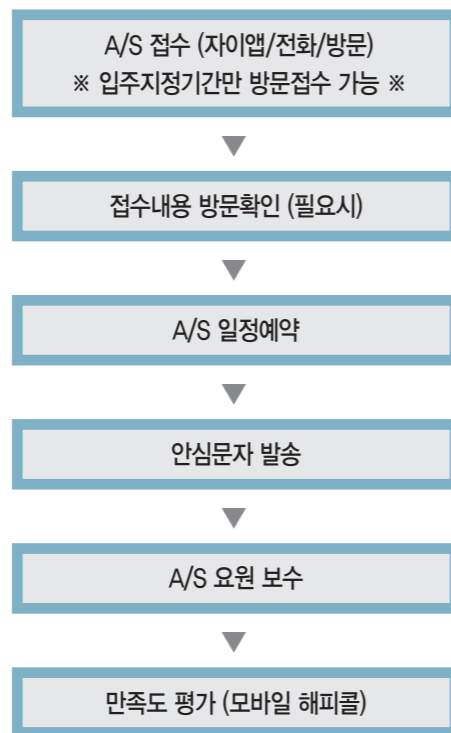 A/S 접수 (자이앱/전화/방문)
※ 입주지정기간만 방문접수 가능 ※
접수내용 방문확인 (필요시)
A/S 일정예약
안심문자 발송
A/S 요원 보수
만족도 평가 (모바일 해피콜)